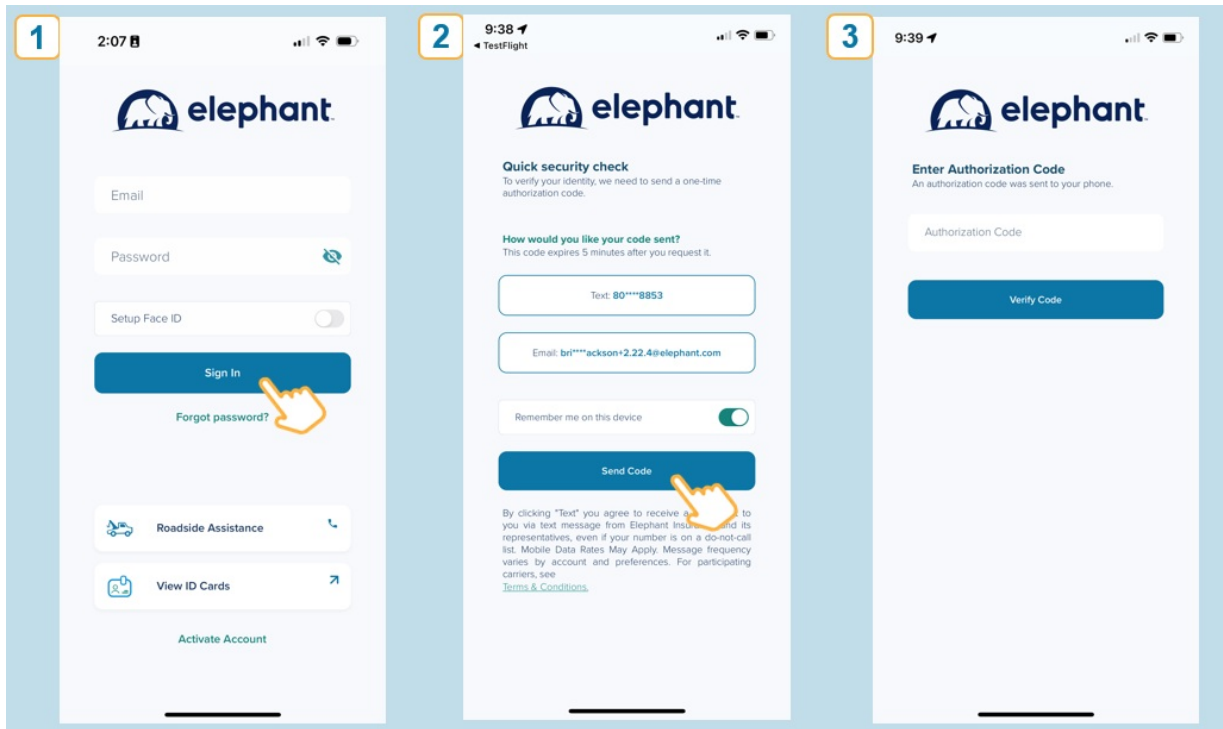 1
2:07
elephant.
Email
Password
Setup Face ID
Sign In
Forgot password?
Roadside Assistance
View ID Cards
Activate Account
2
9:38
◄ TestFlight
elephant.
Quick security check
To verify your identity, we need to send a one-time
authorization code.
How would you like your code sent?
This code expires 5 minutes after you request it.
Text: 80****8853
Email: bri****ackson+2.22.4@elephant.com
Remember me on this device
Send Code
By clicking "Text" you agree to receive a to
you via text message from Elephant and its
representatives, even if your number is on a do-not-call
list. Mobile Data Rates May Apply. Message frequency
varies by account and preferences. For participating
carriers, see
Terms & Conditions.
3
9:39
elephant.
Enter Authorization Code
An authorization code was sent to your phone.
Authorization Code
Verify Code